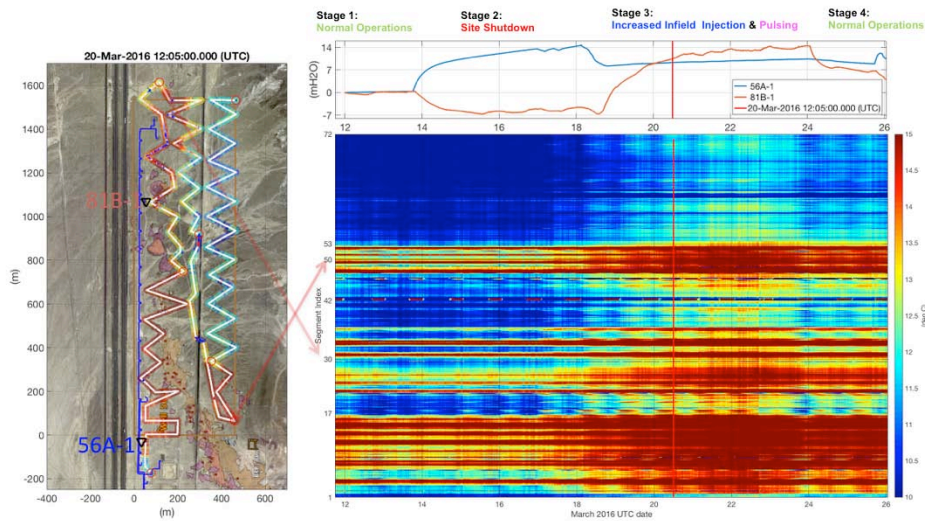 Stage 1:
Normal Operations
Stage 2:
Site Shutdown
Stage 3:
Increased Infield Injection & Pulsing
Stage 4:
Normal Operations
20-Mar-2016 12:05:00.000 (UTC)
1600
1400
1200
1000
800
600
400
200
0
-200
(m)
-400 -200 0 200 400 600
(m)
81B-
56A-1
14
7
0
-7
(mH2O)
12 14 16 18 20 22 24 26
56A-1
81B-1
20-Mar-2016 12:05:00.000 (UTC)
72
53
50
42
30
17
1
Segment Index
12 14 16 18 20 22 24 26
March 2016 UTC date
15
14.5
14
13.5
13
12.5
12
11.5
11
10.5
10